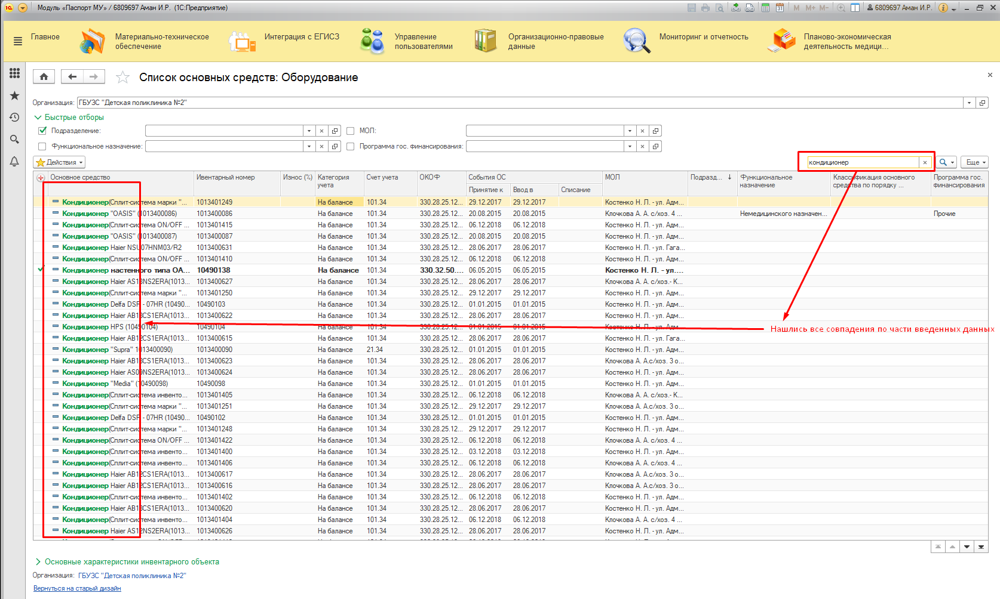 Модуль «Паспорт МУ» / 6809697 Аман И.Р. (1С:Предприятие)
M M+ M- 6809697 Аман И.Р.
Главное
Материально-техническое
обеспечение
Интеграция с ЕГИСЗ
Управление
пользователями
Организационно-правовые
данные
Мониторинг и отчетность
Планово-экономическая
деятельность медици...
Список основных средств: Оборудование
Организация: ГБУЗС "Детская поликлиника №2"
Быстрые отборы
Подразделение: МОЛ:
Функциональное назначение: Программа гос. финансирования:
Действия кондиционер Еще
Основное средство Инвентарный номер Износ (%) Категория учета Счет учета ОКОФ События ОС МОЛ Подразд... Функциональное назначение Классификация основного средства по порядку ... Программа гос. финансирования
Принятие к Ввод в Списание
Кондиционер(Сплит-система марки "... 1013401249 На балансе 101.34 330.28.25.12... 29.12.2017 29.12.2017 Костенко Н. Л. - ул. Адм...
Кондиционер "OASIS" (1013400086) 1013400086 На балансе 101.34 330.28.25.12... 20.08.2015 20.08.2015 Клочкова А. А. с/хоз. 4 ... Немедицинского назначен... Прочие
Кондиционер(Сплит-система ON/OFF ... 1013401415 На балансе 101.34 330.28.25.12... 06.12.2018 06.12.2018 Костенко Н. Л. - ул. Адм...
Кондиционер "OASIS" (1013400087) 1013400087 На балансе 101.34 330.28.25.12... 20.08.2015 20.08.2015 Костенко Н. Л. - ул. Адм...
Кондиционер Haier NSU07HNM03/R2 1013400631 На балансе 101.34 330.28.25.12... 28.06.2017 28.06.2017 Костенко Н. Л. - ул. Гага...
Кондиционер(Сплит-система ON/OFF ... 1013401410 На балансе 101.34 330.28.25.12... 06.12.2018 06.12.2018 Костенко Н. Л. - ул. Адм...
Кондиционер настенного типа OA... 10490138 На балансе 101.34 330.32.50.... 06.05.2015 06.05.2015 Костенко Н. Л. - ул....
Кондиционер Haier AS18NS2ERA(1013... 1013400627 На балансе 101.34 330.28.25.12... 28.06.2017 28.06.2017 Клочкова А. А. с/хоз.- К...
Кондиционер(Сплит-система марки "... 1013401250 На балансе 101.34 330.28.25.12... 29.12.2017 29.12.2017 Костенко Н. Л. - ул. Адм...
Кондиционер Delfa DSR - 07HR (10490... 10490103 На балансе 101.34 330.28.25.12... 01.01.2015 01.01.2015 Костенко Н. Л. - ул. Адм...
Кондиционер Haier AB18CS1ERA(1013... 1013400622 На балансе 101.34 330.28.25.12... 28.06.2017 28.06.2017 Костенко Н. Л. - ул. Адм...
Кондиционер HPS (10490104) 10490104 На балансе 101.34 330.28.25.12... 01.01.2015 01.01.2015 Костенко Н. Л. - ул. Адм...
Нашлись все совпадения по части введенных данных
Кондиционер Haier AB12CS1ERA(1013... 1013400615 На балансе 101.34 330.28.25.12... 28.06.2017 28.06.2017 Костенко Н. Л. - ул. Гага...
Кондиционер "Supra" 1013400090) 1013400090 На балансе 21.34 330.28.25.12... 01.01.2015 01.01.2015 Костенко Н. Л. - ул. Адм...
Кондиционер Haier AB18CS1ERA(1013... 1013400623 На балансе 101.34 330.28.25.12... 28.06.2017 28.06.2017 Клочкова А. А.с/хоз. 3 о...
Кондиционер Haier AS09NS2ERA(1013... 1013400624 На балансе 101.34 330.28.25.12... 28.06.2017 28.06.2017 Костенко Н. Л. - ул. Адм...
Кондиционер "Media" (10490098) 10490098 На балансе 101.34 330.28.25.12... 01.01.2015 01.01.2015 Костенко Н. Л. - ул. Адм...
Кондиционер(Сплит-система инвенто... 1013401405 На балансе 101.34 330.28.25.12... 06.12.2018 06.12.2018 Клочкова А. А. с/хоз.- К...
Кондиционер(Сплит-система марки "... 1013401251 На балансе 101.34 330.28.25.12... 29.12.2017 29.12.2017 Клочкова А. А.с/хоз. 3 о...
Кондиционер Delfa DSR - 07HR (10490... 10490102 На балансе 101.34 330.28.25.12... 01.01.2015 01.01.2015 Костенко Н. Л. - ул. Адм...
Кондиционер(Сплит-система марки "... 1013401248 На балансе 101.34 330.28.25.12... 29.12.2017 29.12.2017 Костенко Н. Л. - ул. Адм...
Кондиционер(Сплит-система ON/OFF ... 1013401422 На балансе 101.34 330.28.25.12... 06.12.2018 06.12.2018 Клочкова А. А. с/хоз. 4 ...
Кондиционер(Сплит-система инвенто... 1013401400 На балансе 101.34 330.28.25.12... 03.12.2018 03.12.2018 Костенко Н. Л. - ул. Адм...
Кондиционер(Сплит-система инвенто... 1013401406 На балансе 101.34 330.28.25.12... 06.12.2018 06.12.2018 Клочкова А. А. с/хоз. 4 ...
Кондиционер Haier AB12CS1ERA(1013... 1013400617 На балансе 101.34 330.28.25.12... 28.06.2017 28.06.2017 Клочкова А. А.с/хоз. 3 о...
Кондиционер Haier AB12CS1ERA(1013... 1013400616 На балансе 101.34 330.28.25.12... 28.06.2017 28.06.2017 Клочкова А. А.с/хоз. 3 о...
Кондиционер(Сплит-система инвенто... 1013401402 На балансе 101.34 330.28.25.12... 06.12.2018 06.12.2018 Костенко Н. Л. - ул. Адм...
Кондиционер Haier AB18CS1ERA(1013... 1013400620 На балансе 101.34 330.28.25.12... 28.06.2017 28.06.2017 Костенко Н. Л. - ул. Адм...
Кондиционер(Сплит-система инвенто... 1013401404 На балансе 101.34 330.28.25.12... 06.12.2018 06.12.2018 Клочкова А. А. с/хоз. 4 ...
Кондиционер Haier AS12NS2ERA(1013... 1013400626 На балансе 101.34 330.28.25.12... 28.06.2017 28.06.2017 Костенко Н. Л. - ул. Адм...
Основные характеристики инвентарного объекта
Организация: ГБУЗС "Детская поликлиника №2"
Вернуться на старый дизайн